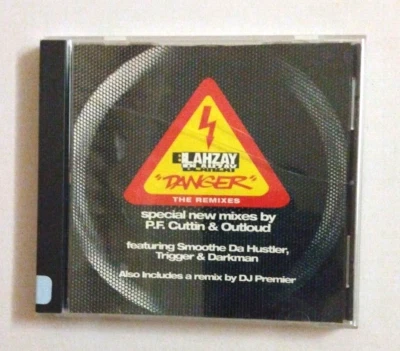 BLAHZAY
BLAHZAY
"DANGER"
THE REMIXES
special new mixes by
P.F. Cuttin & Outloud
featuring Smoothe Da Hustler,
Trigger & Darkman
Also Includes a remix by DJ Premier